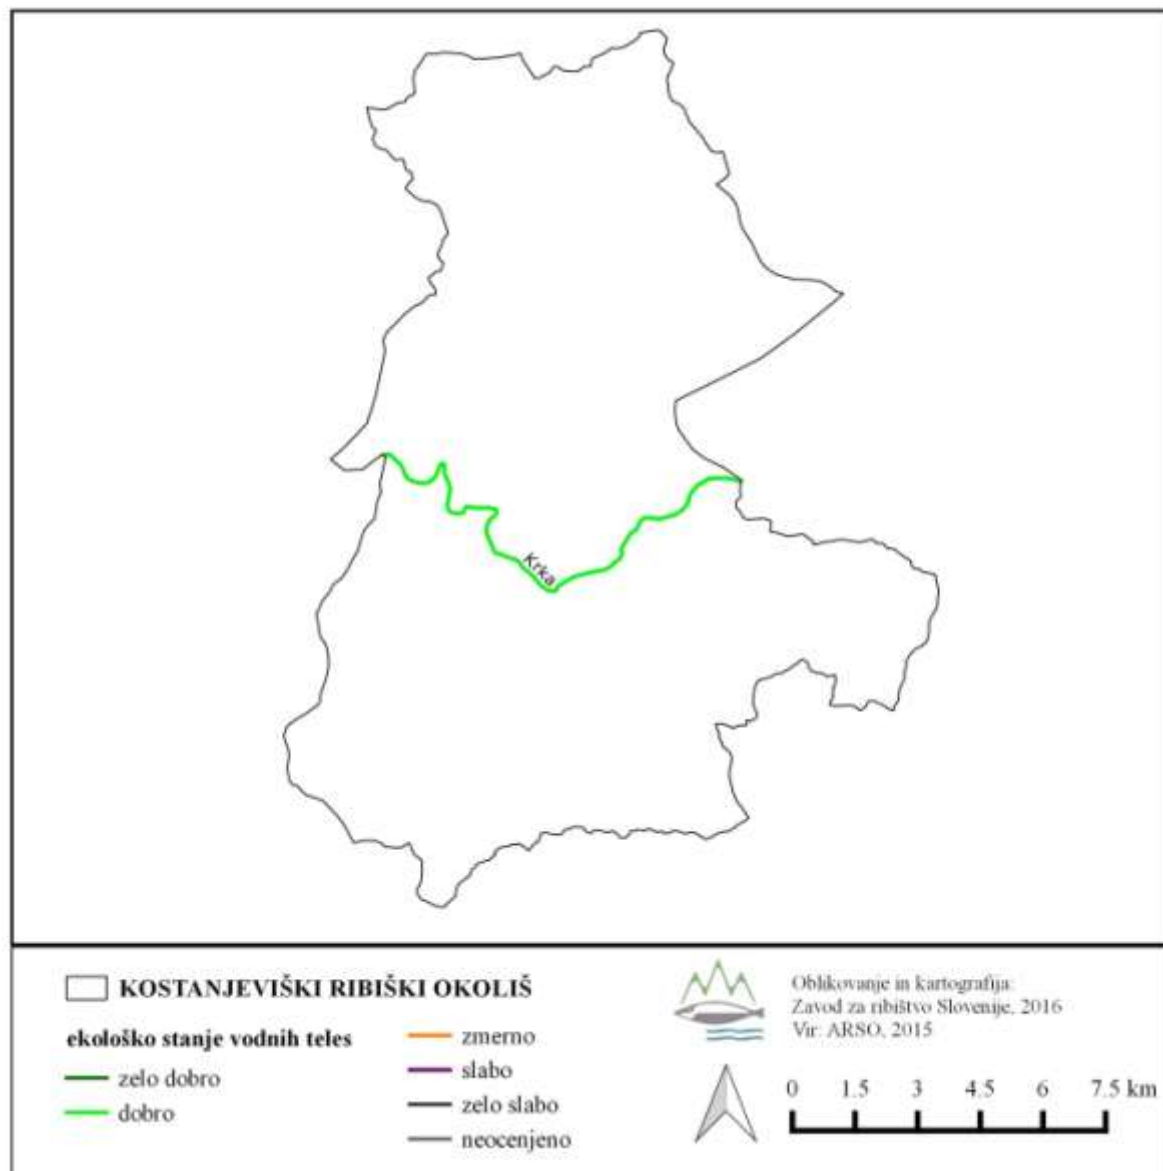 Krka
KOSTANJEVIŠKI RIBIŠKI OKOLIŠ
ekološko stanje vodnih teles
zelo dobro
dobro
zmerno
slabo
zelo slabo
neocenjeno
Oblikovanje in kartografija:
Zavod za ribištvo Slovenije, 2016
Vir: ARSO, 2015
0 1.5 3 4.5 6 7.5 km